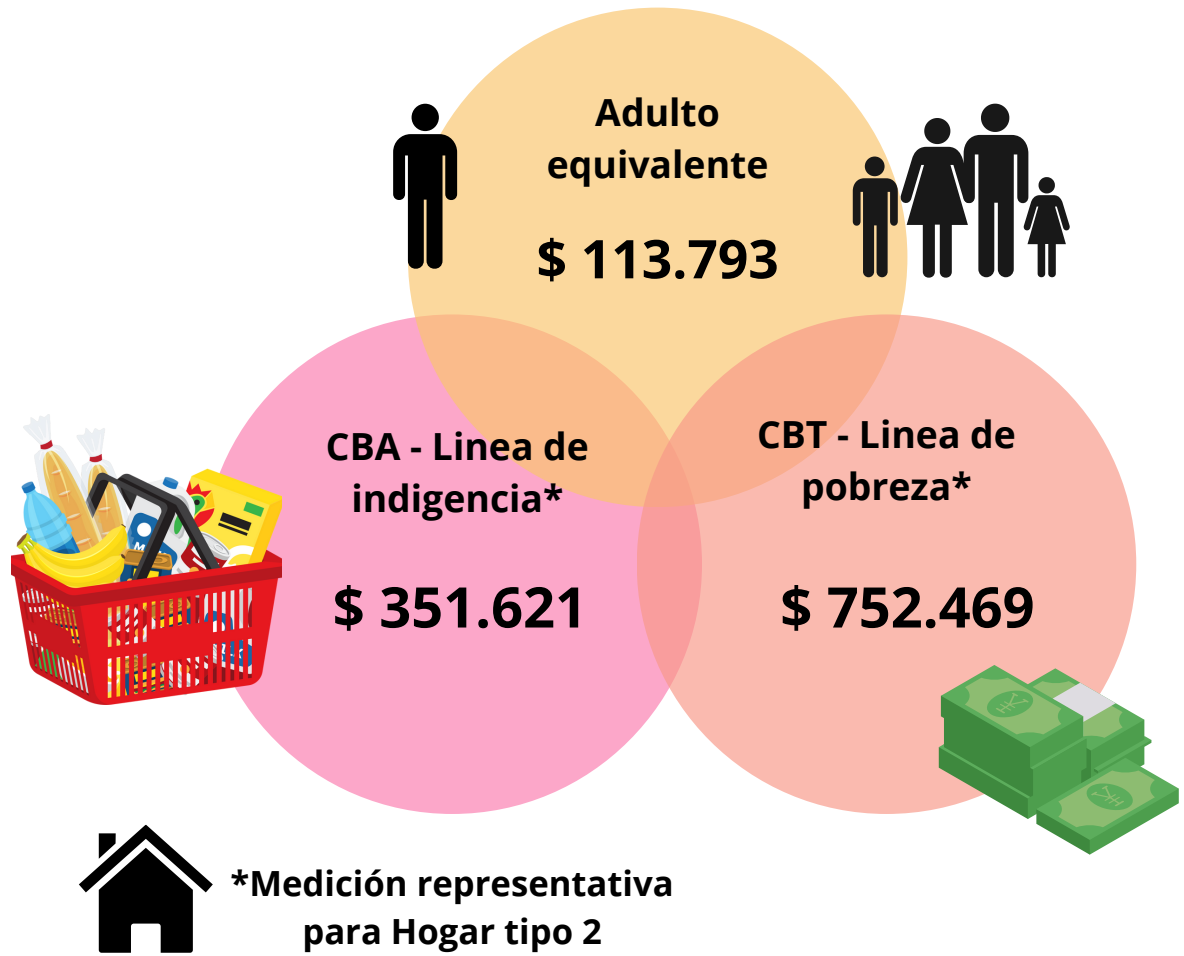 Adulto
equivalente
$ 113.793
CBA - Linea de
indigencia*
$ 351.621
CBT - Linea de
pobreza*
$ 752.469
*Medición representativa
para Hogar tipo 2